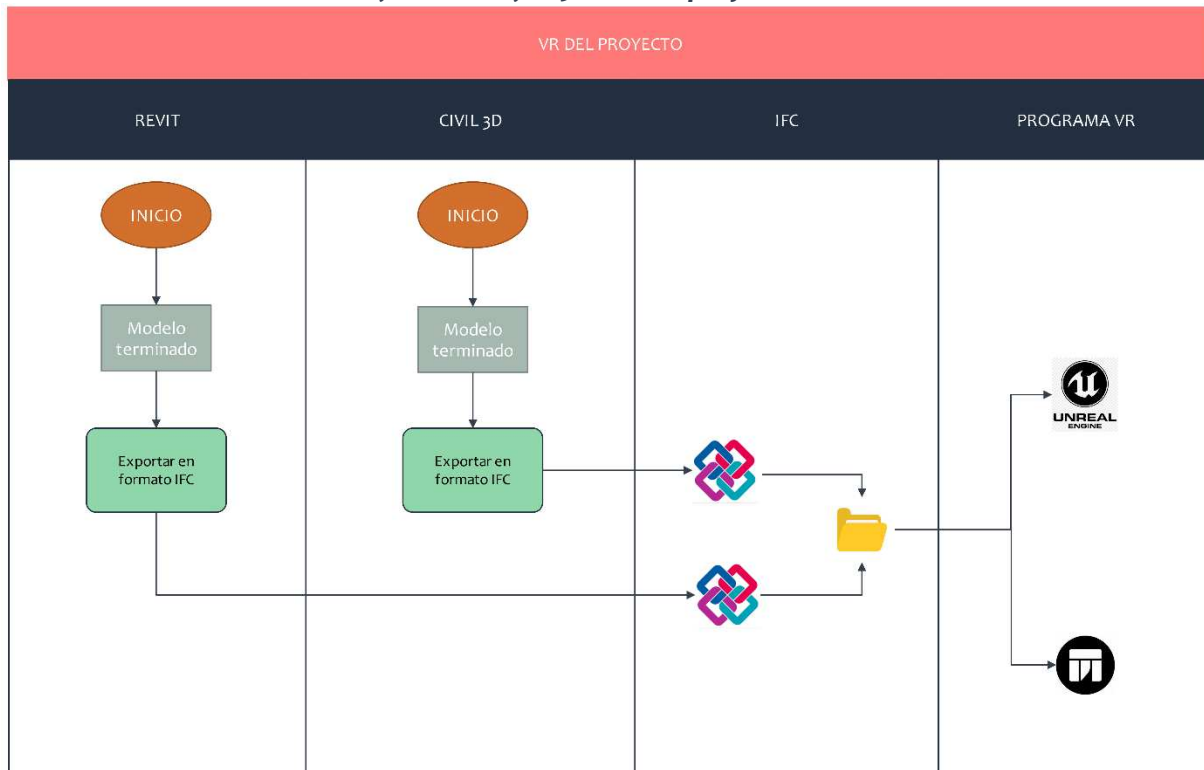 VR DEL PROYECTO
REVIT
CIVIL 3D
IFC
PROGRAMA VR
INICIO
INICIO
Modelo
terminado
Modelo
terminado
Exportar en
formato IFC
Exportar en
formato IFC
UNREAL
ENGINE